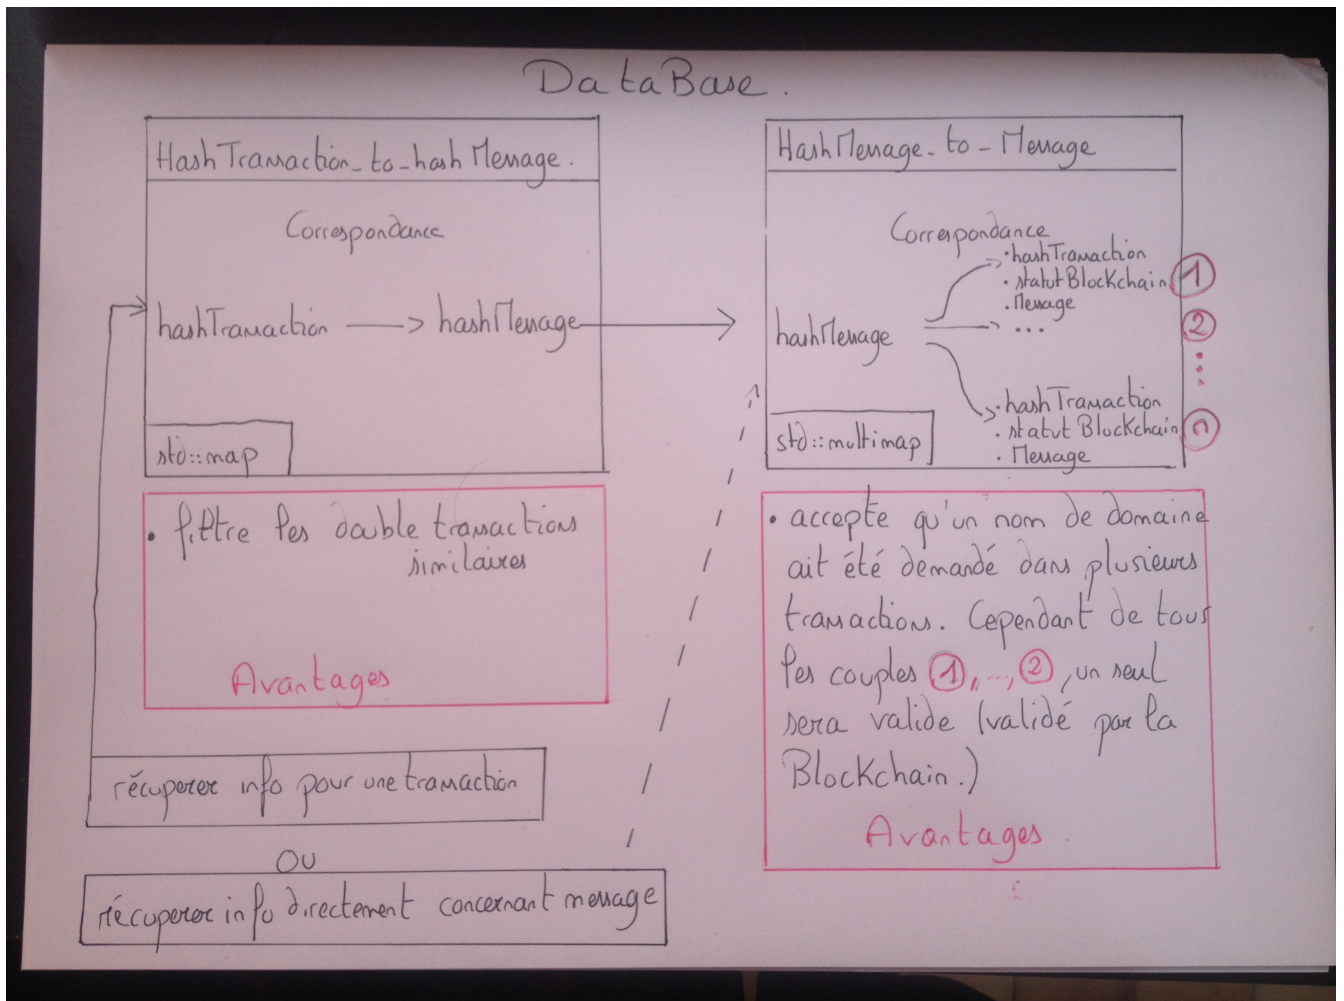 DataBase.
HashTransaction_to_hashMessage.
Correspondance
hashTransaction → hashMessage
std::map
• filtre les double transactions
similaires
Avantages
récuperer info pour une transaction
OU
récuperer info directement concernant message
HashMessage_to_Message
Correspondance
• hashTransaction
• statut BlockChain 1
• Message
→ ... 2
hashMessage
• hashTransaction
• statut BlockChain n
• Message
std::multimap
• accepte qu'un nom de domaine
ait été demandé dans plusieurs
transactions. Cependant de tous
les couples 1,...,2, un seul
sera valide (validé par la
BlockChain.)
Avantages.